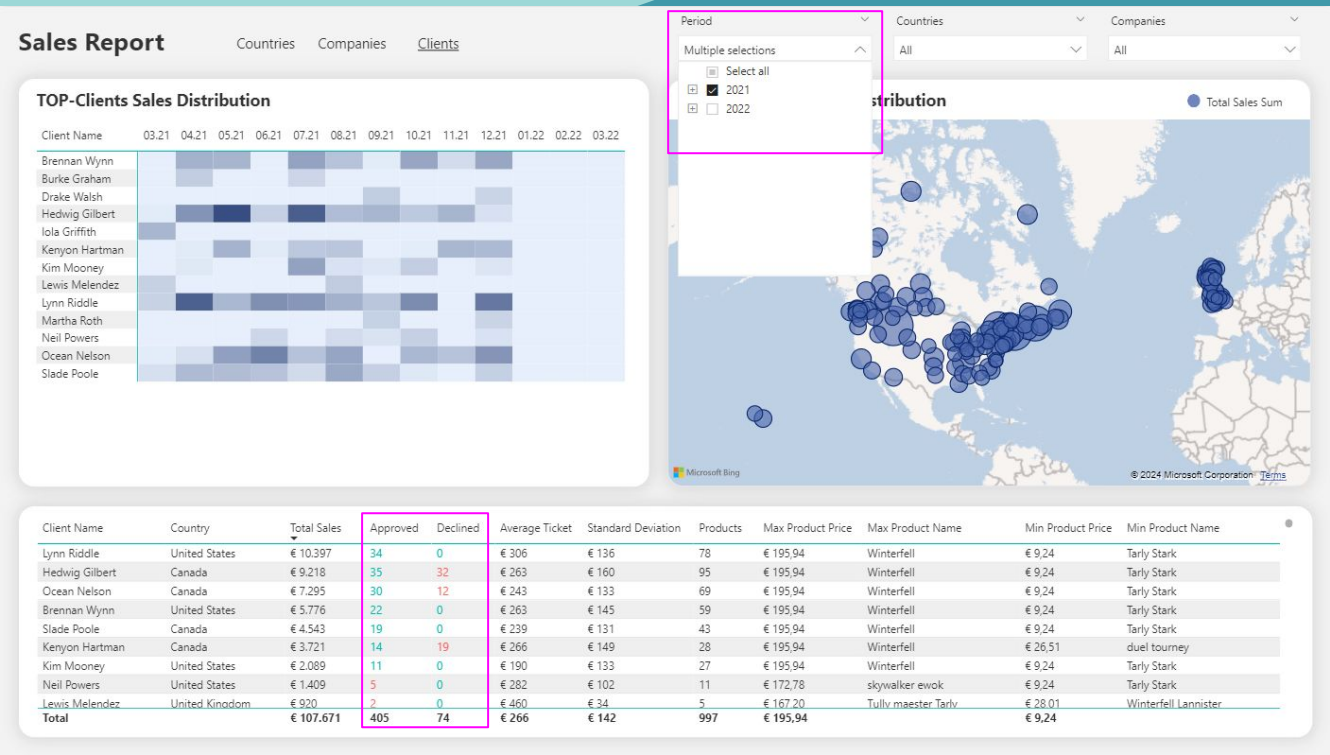 Sales Report
Countries Companies Clients
Period Countries Companies
Multiple selections All All
Select all
2021
2022
TOP-Clients Sales Distribution
stribution
Total Sales Sum
Client Name 03.21 04.21 05.21 06.21 07.21 08.21 09.21 10.21 11.21 12.21 01.22 02.22 03.22
Brennan Wynn
Burke Graham
Drake Walsh
Hedwig Gilbert
Iola Griffith
Kenyon Hartman
Kim Mooney
Lewis Melendez
Lynn Riddle
Martha Roth
Neil Powers
Ocean Nelson
Slade Poole
Microsoft Bing
© 2024 Microsoft Corporation Terms
Client Name Country Total Sales Approved Declined Average Ticket Standard Deviation Products Max Product Price Max Product Name Min Product Price Min Product Name
Lynn Riddle United States € 10.397 34 0 € 306 € 136 78 € 195,94 Winterfell € 9,24 Tarly Stark
Hedwig Gilbert Canada € 9.218 35 32 € 263 € 160 95 € 195,94 Winterfell € 9,24 Tarly Stark
Ocean Nelson Canada € 7.295 30 12 € 243 € 133 69 € 195,94 Winterfell € 9,24 Tarly Stark
Brennan Wynn United States € 5.776 22 0 € 263 € 145 59 € 195,94 Winterfell € 9,24 Tarly Stark
Slade Poole Canada € 4.543 19 0 € 239 € 131 43 € 195,94 Winterfell € 9,24 Tarly Stark
Kenyon Hartman Canada € 3.721 14 19 € 266 € 149 28 € 195,94 Winterfell € 26,51 duel tourney
Kim Mooney United States € 2.089 11 0 € 190 € 133 27 € 195,94 Winterfell € 9,24 Tarly Stark
Neil Powers United States € 1.409 5 0 € 282 € 102 11 € 172,78 skywalker ewok € 9,24 Tarly Stark
Lewis Melendez United Kingdom € 920 2 0 € 460 € 34 5 € 167,20 Tully maester Tarly € 28,01 Winterfell Lannister
Total € 107.671 405 74 € 266 € 142 997 € 195,94 € 9,24